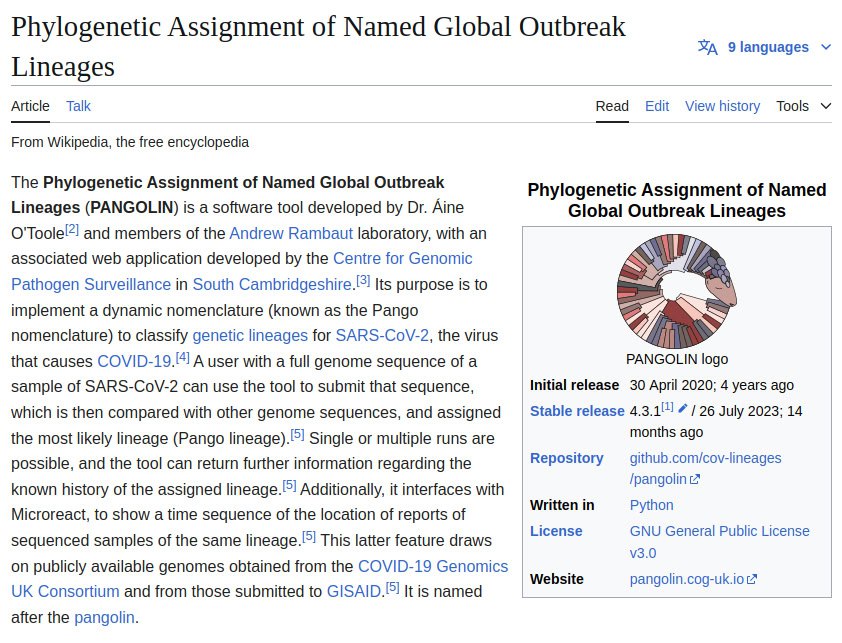 Phylogenetic Assignment of Named Global Outbreak
Lineages
9 languages
Article Talk Read Edit View history Tools
From Wikipedia, the free encyclopedia
The Phylogenetic Assignment of Named Global Outbreak
Lineages (PANGOLIN) is a software tool developed by Dr. Áine
O'Toole[2] and members of the Andrew Rambaut laboratory, with an
associated web application developed by the Centre for Genomic
Pathogen Surveillance in South Cambridgeshire.[3] Its purpose is to
implement a dynamic nomenclature (known as the Pango
nomenclature) to classify genetic lineages for SARS-CoV-2, the virus
that causes COVID-19.[4] A user with a full genome sequence of a
sample of SARS-CoV-2 can use the tool to submit that sequence,
which is then compared with other genome sequences, and assigned
the most likely lineage (Pango lineage).[5] Single or multiple runs are
possible, and the tool can return further information regarding the
known history of the assigned lineage.[5] Additionally, it interfaces with
Microreact, to show a time sequence of the location of reports of
sequenced samples of the same lineage.[5] This latter feature draws
on publicly available genomes obtained from the COVID-19 Genomics
UK Consortium and from those submitted to GISAID.[5] It is named
after the pangolin.
Phylogenetic Assignment of Named
Global Outbreak Lineages
PANGOLIN logo
Initial release 30 April 2020; 4 years ago
Stable release 4.3.1[1] / 26 July 2023; 14
months ago
Repository github.com/cov-lineages
/pangolin
Written in Python
License GNU General Public License
v3.0
Website pangolin.cog-uk.io